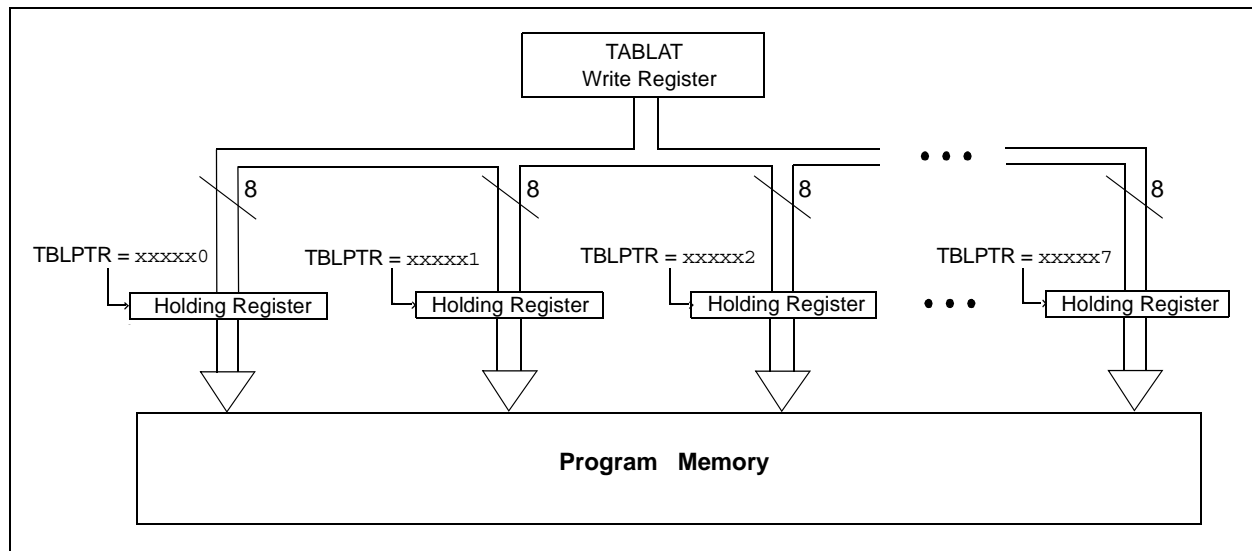 TABLAT
Write Register
8
8
8
8
TBLPTR = xxxxx0
TBLPTR = xxxxx1
TBLPTR = xxxxx2
TBLPTR = xxxxx7
Holding Register
Holding Register
Holding Register
Holding Register
Program Memory